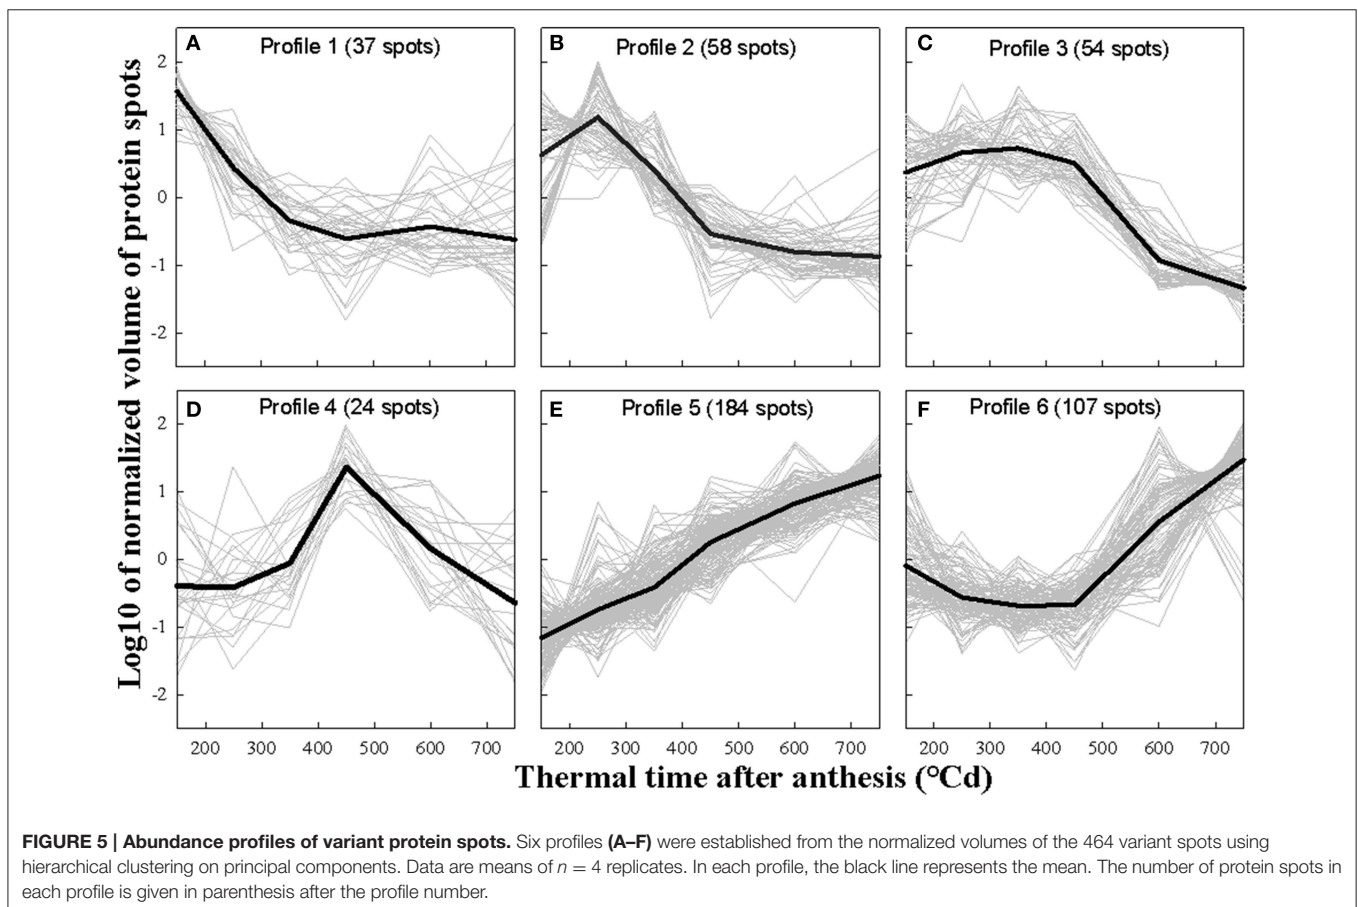 A
Profile 1 (37 spots)
B
Profile 2 (58 spots)
C
Profile 3 (54 spots)
2
1
0
-1
-2
Log10 of normalized volume of protein spots
D
Profile 4 (24 spots)
E
Profile 5 (184 spots)
F
Profile 6 (107 spots)
2
1
0
-1
-2
200 300 400 500 600 700
200 300 400 500 600 700
200 300 400 500 600 700
Thermal time after anthesis (°Cd)
FIGURE 5 | Abundance profiles of variant protein spots. Six profiles (A–F) were established from the normalized volumes of the 464 variant spots using
hierarchical clustering on principal components. Data are means of n = 4 replicates. In each profile, the black line represents the mean. The number of protein spots in
each profile is given in parenthesis after the profile number.